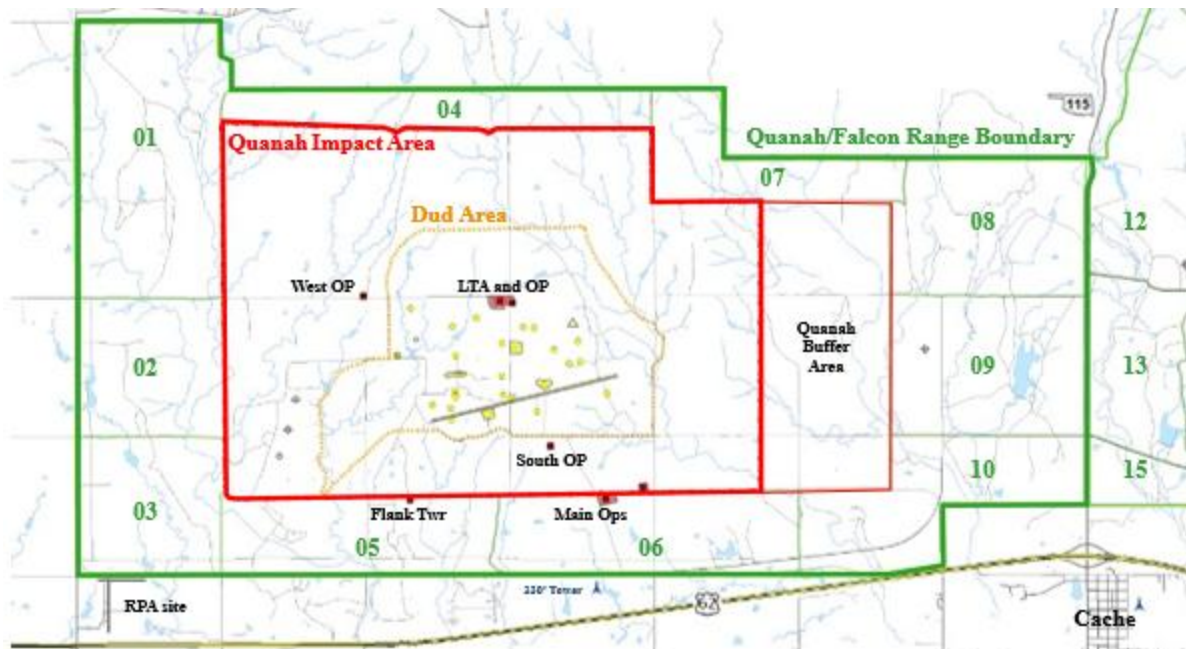 04
115
01
Quanah Impact Area
Quanah/Falcon Range Boundary
07
Dud Area
08
12
West OP
LTA and OP
Quanah
Buffer
Area
02
09
13
South OP
10
15
03
Flank Twr
Main Ops
05
06
330' Tower
62
RPA site
Cache